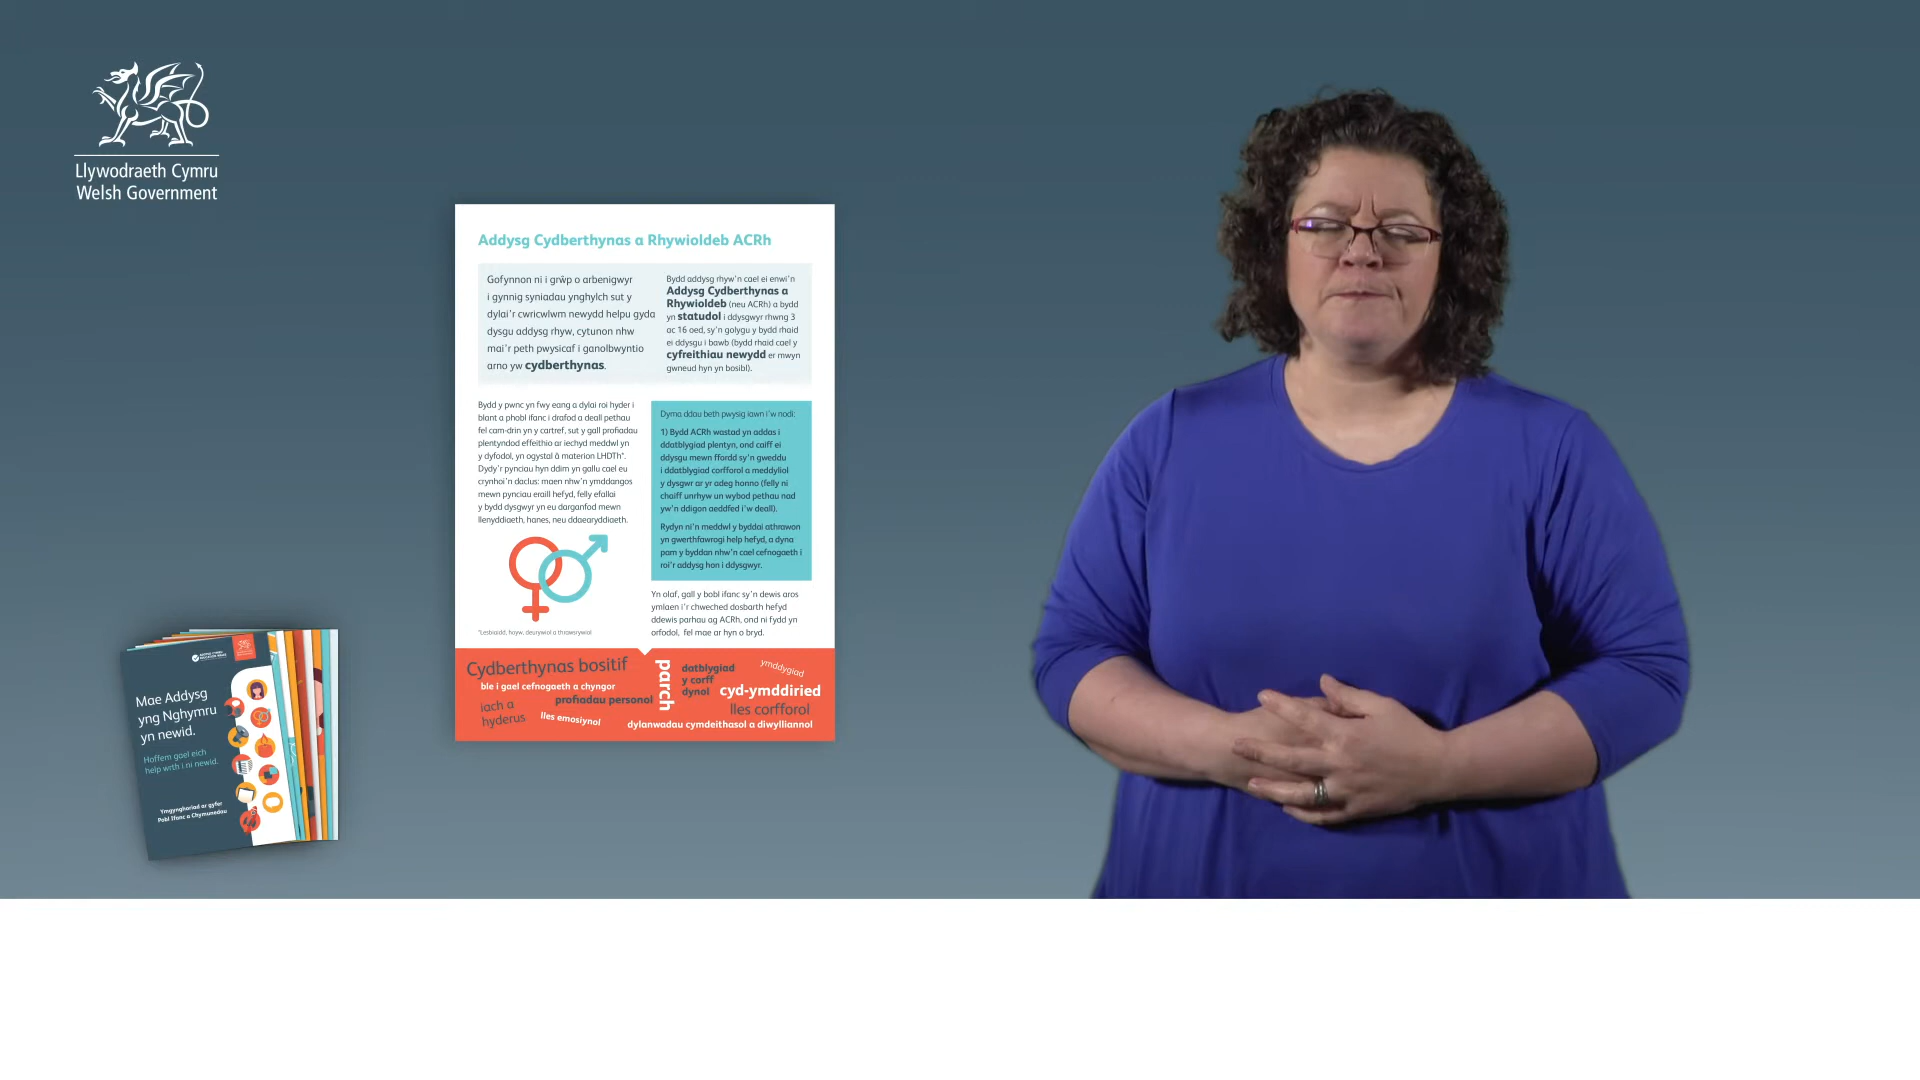 Llywodraeth Cymru
Welsh Government
Addysg Cydberthynas a Rhywioldeb ACRh
Gofynnon ni i grŵp o arbenigwyr
i gynnig syniadau ynghylch sut y
dylai'r cwricwlwm newydd helpu gyda
dysgu addysg rhyw, cytunon nhw
mai'r peth pwysicaf i ganolbwyntio
arno yw cydberthynas.
Bydd addysg rhyw'n cael ei enwi'n
Addysg Cydberthynas a
Rhywioldeb (neu ACRh) a bydd
yn statudol i ddysgwyr rhwng 3
ac 16 oed, sy'n golygu y bydd rhaid
ei ddysgu i bawb (bydd rhaid cael y
cyfreithiau newydd er mwyn
gwneud hyn yn bosibl).
Bydd y pwnc yn fwy eang a dylai roi hyder i
blant a phobl ifanc i drafod a deall pethau
fel cam-drin yn y cartref, sut y gall profiadau
plentyndod effeithio ar iechyd meddwl yn
y dyfodol, yn ogystal â materion LHDTh*.
Dydy'r pynciau hyn ddim yn gallu cael eu
crynhoi'n daclus: maen nhw'n ymddangos
mewn pynciau eraill hefyd, felly efallai
y bydd dysgwyr yn eu darganfod mewn
llenyddiaeth, hanes, neu ddaearyddiaeth.
*Lesbiaidd, hoyw, deurywiol a thrawsrywiol
Dyma ddau beth pwysig iawn i'w nodi:
1) Bydd ACRh wastad yn addas i
ddatblygiad plentyn, ond caiff ei
ddysgu mewn ffordd sy'n gweddu
i ddatblygiad corfforol a meddyliol
y dysgwr ar yr adeg honno (felly ni
chaiff unrhyw un wybod pethau nad
yw'n ddigon aeddfed i'w deall).
Rydyn ni'n meddwl y byddai athrawon
yn gwerthfawrogi help hefyd, a dyna
pam y byddan nhw'n cael cefnogaeth i
roi'r addysg hon i ddysgwyr.
Yn olaf, gall y bobl ifanc sy'n dewis aros
ymlaen i'r chweched dosbarth hefyd
ddewis parhau ag ACRh, ond ni fydd yn
orfodol, fel mae ar hyn o bryd.
Cydberthynas bositif
ble i gael cefnogaeth a chyngor
iach a
hyderus
profiadau personol
lles emosiynol
parch
datblygiad
y corff
dynol
ymddygiad
cyd-ymddiried
lles corfforol
dylanwadau cymdeithasol a diwylliannol
Mae Addysg
yng Nghymru
yn newid.
Hoffem gael eich
help wrth i ni newid.
Ymgynghoriad ar gyfer
Pobl Ifanc a Chymunedau